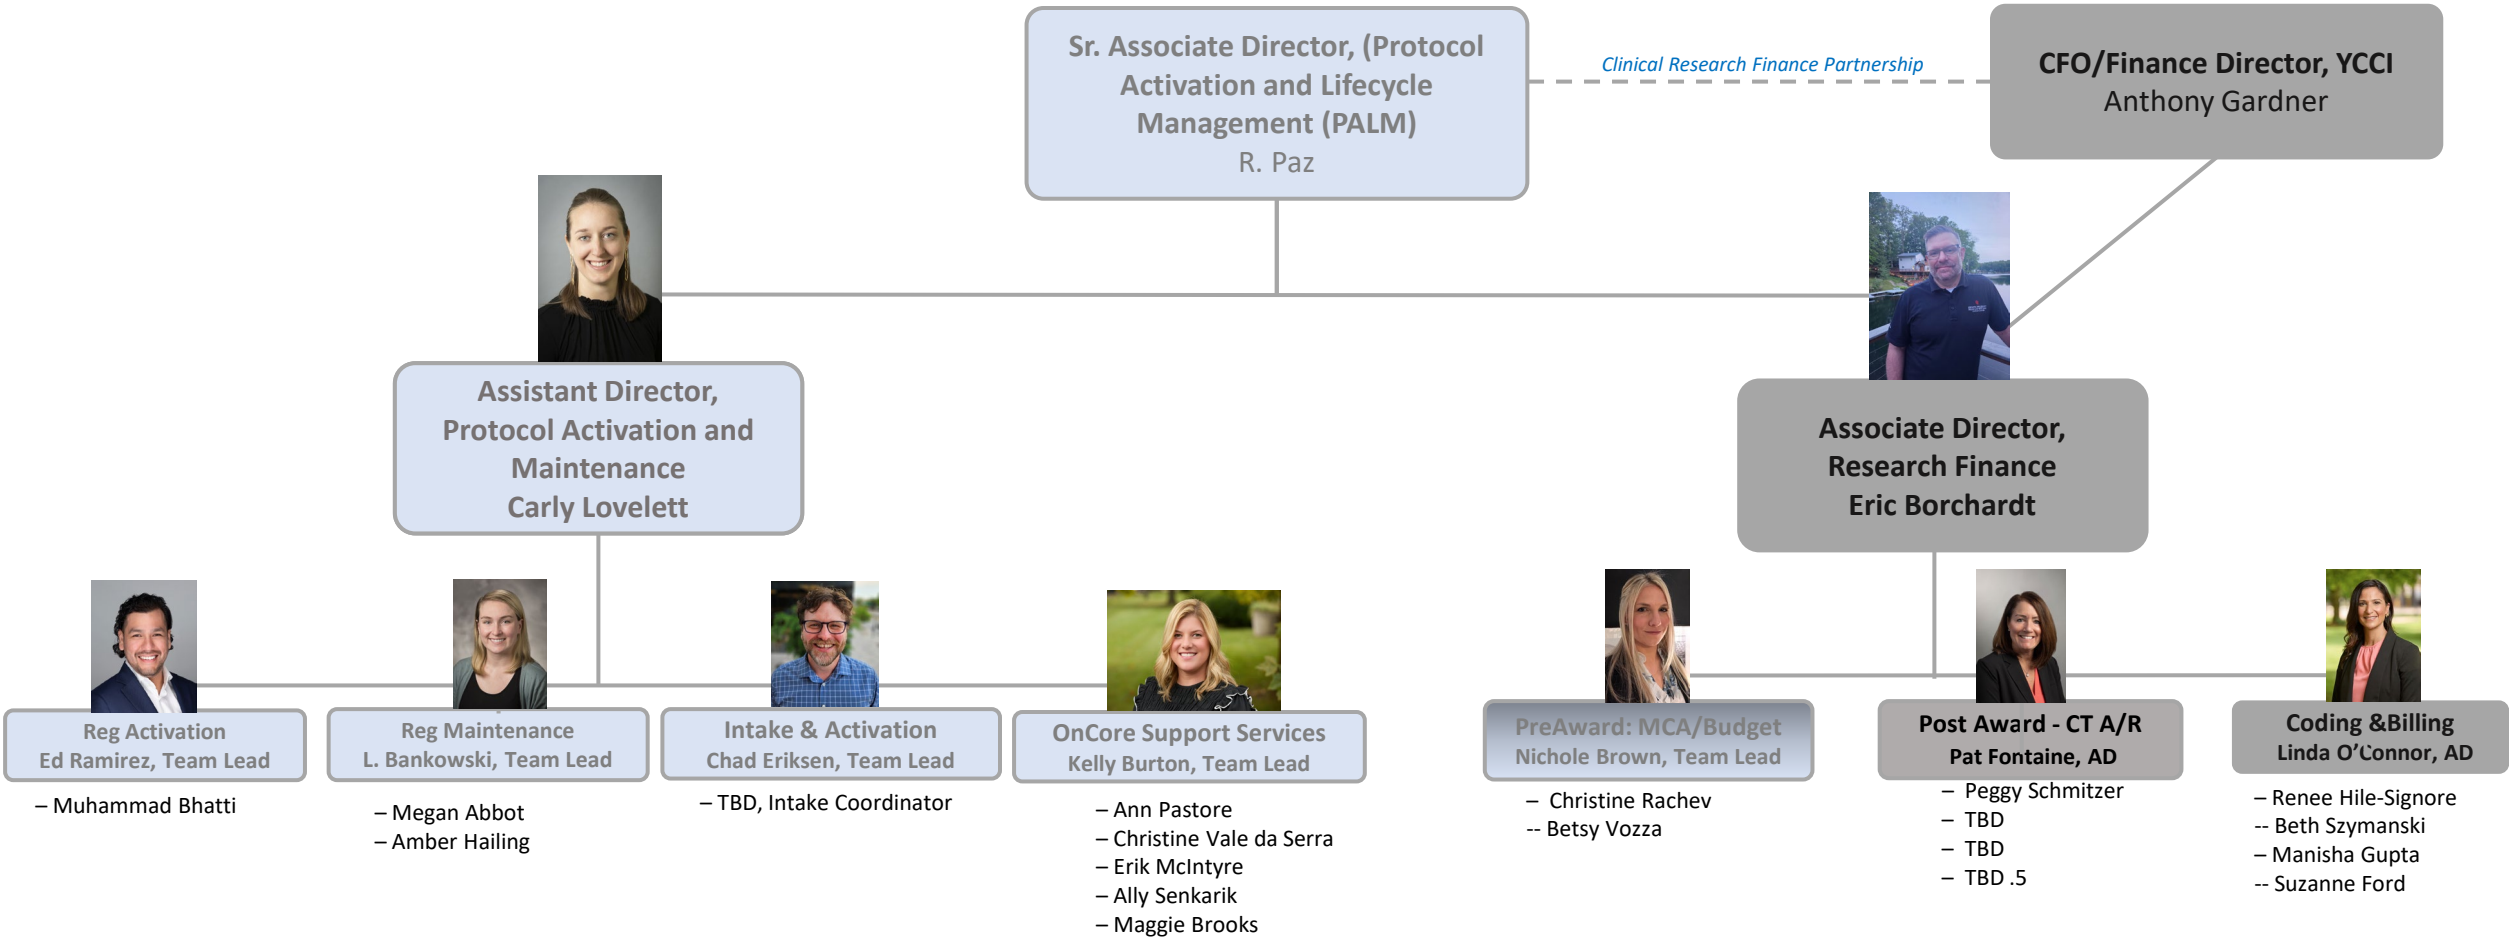 Sr. Associate Director, (Protocol
Activation and Lifecycle
Management (PALM)
R. Paz
Clinical Research Finance Partnership
CFO/Finance Director, YCCI
Anthony Gardner
Assistant Director,
Protocol Activation and
Maintenance
Carly Lovelett
Associate Director,
Research Finance
Eric Borchardt
Reg Activation
Ed Ramirez, Team Lead
– Muhammad Bhatti
Reg Maintenance
L. Bankowski, Team Lead
– Megan Abbot
– Amber Hailing
Intake & Activation
Chad Eriksen, Team Lead
– TBD, Intake Coordinator
OnCore Support Services
Kelly Burton, Team Lead
– Ann Pastore
– Christine Vale da Serra
– Erik McIntyre
– Ally Senkarik
– Maggie Brooks
PreAward: MCA/Budget
Nichole Brown, Team Lead
– Christine Rachev
-- Betsy Vozza
Post Award - CT A/R
Pat Fontaine, AD
– Peggy Schmitzer
– TBD
– TBD
– TBD .5
Coding &Billing
Linda O’Connor, AD
– Renee Hile-Signore
-- Beth Szymanski
– Manisha Gupta
-- Suzanne Ford